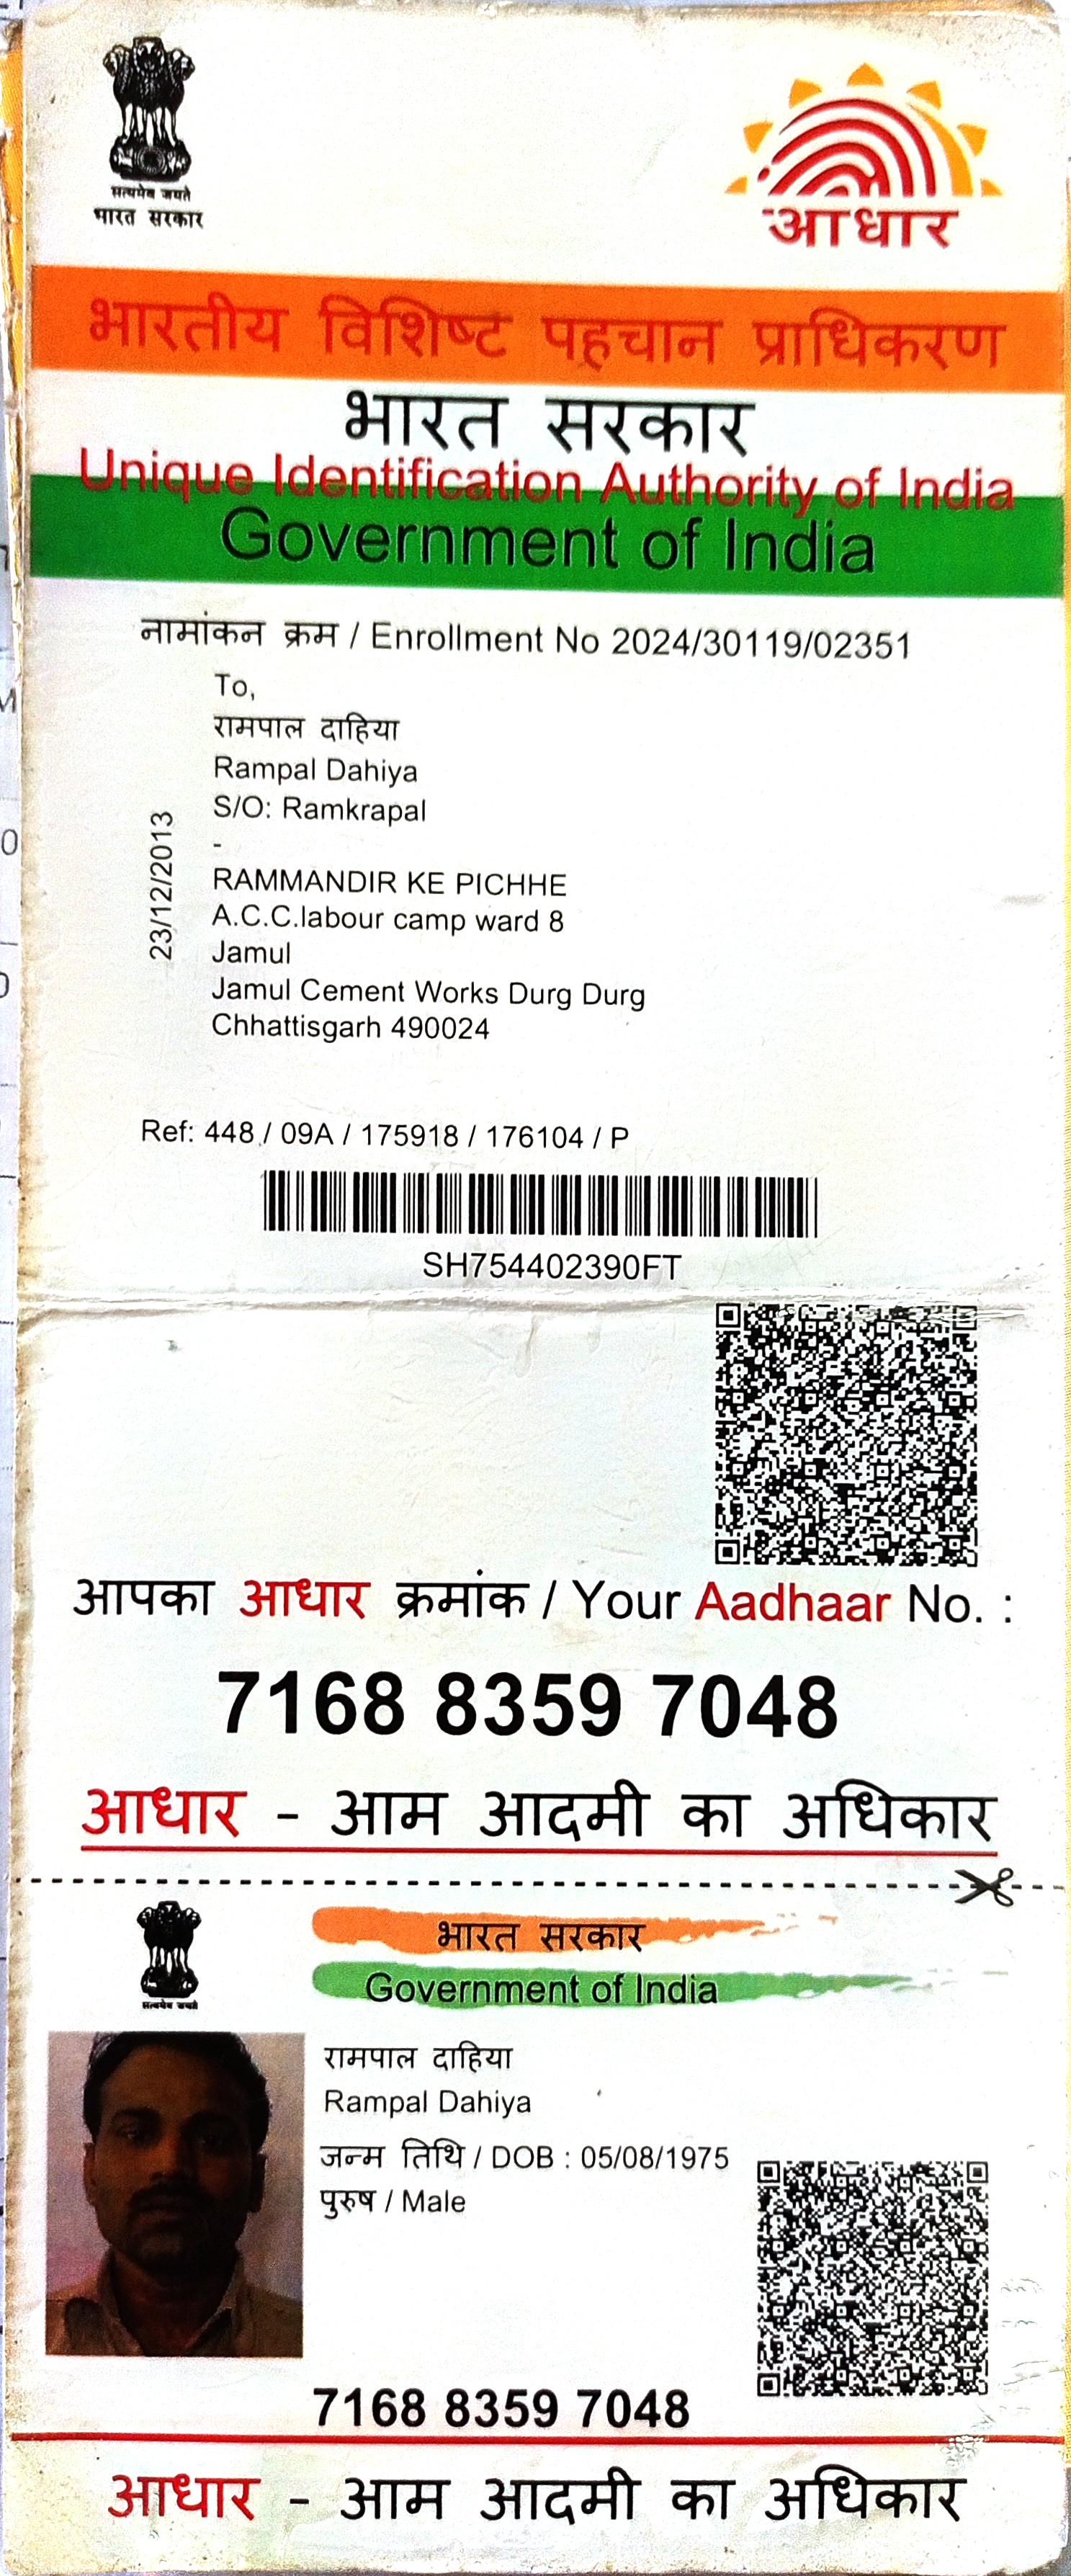 सत्यमेव जयते
भारत सरकार
आधार
भारतीय विशिष्ट पहचान प्राधिकरण
भारत सरकार
Unique Identification Authority of India
Government of India
नामांकन क्रम / Enrollment No 2024/30119/02351
To,
रामपाल दाहिया
Rampal Dahiya
S/O: Ramkrapal
-
RAMMANDIR KE PICHHE
A.C.C.labour camp ward 8
Jamul
Jamul Cement Works Durg Durg
Chhattisgarh 490024
23/12/2013
Ref: 448 / 09A / 175918 / 176104 / P
SH754402390FT
आपका आधार क्रमांक / Your Aadhaar No. :
7168 8359 7048
आधार - आम आदमी का अधिकार
सत्यमेव जयते
भारत सरकार
Government of India
रामपाल दाहिया
Rampal Dahiya
जन्म तिथि / DOB : 05/08/1975
पुरुष / Male
7168 8359 7048
आधार - आम आदमी का अधिकार